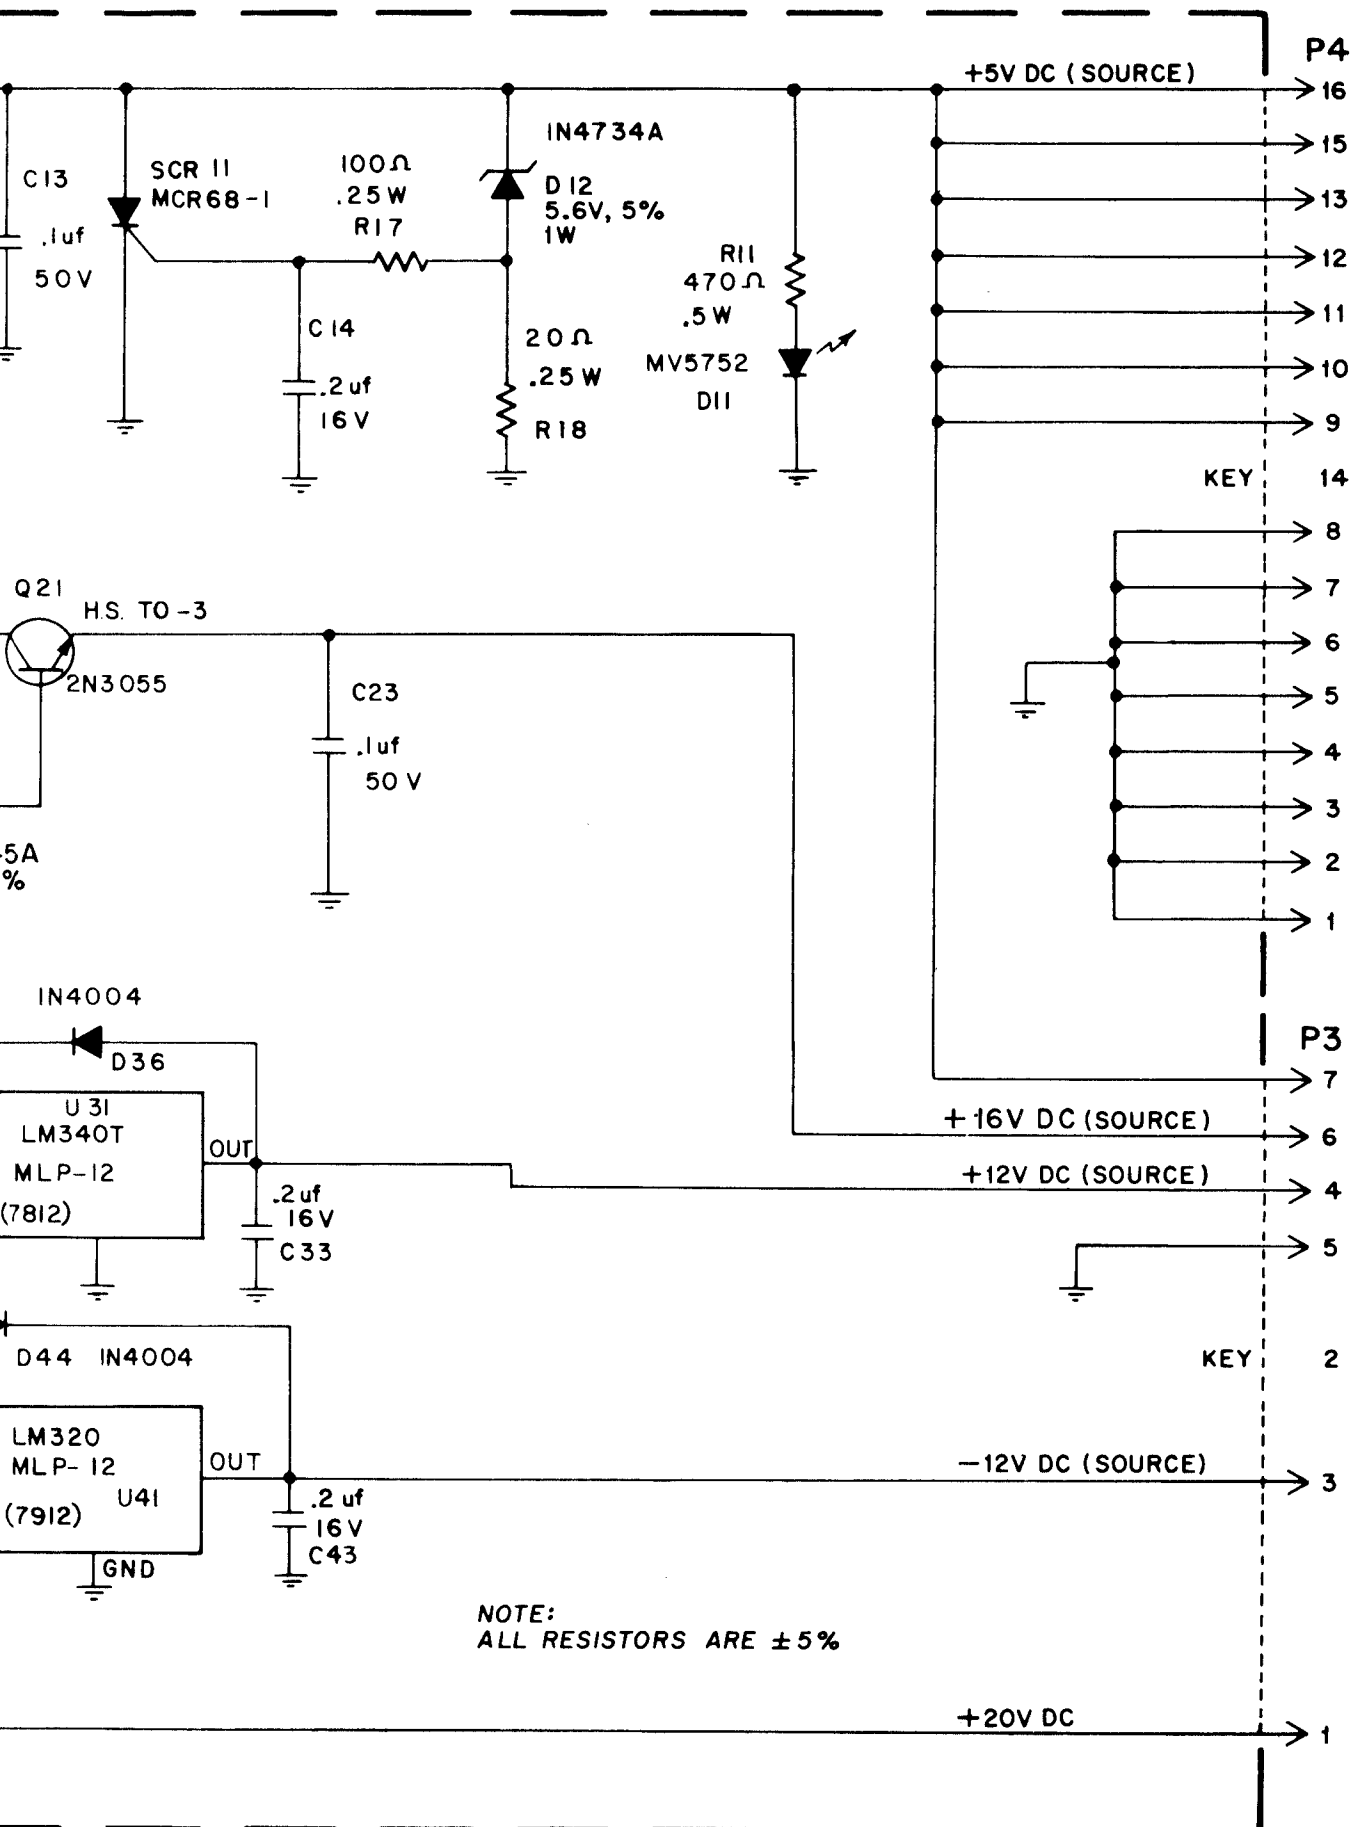 P4
+5V DC (SOURCE)
16
15
13
12
11
10
9
KEY 14
8
7
6
5
4
3
2
1
C13
.1uf
50V
SCR 11
MCR68-1
100Ω
.25W
R17
IN4734A
D12
5.6V, 5%
1W
C14
.2uf
16V
20Ω
.25W
R18
R11
470Ω
.5W
MV5752
D11
Q21
H.S. TO -3
2N3055
C23
.1uf
50V
5A
%
IN4004
D36
U31
LM340T
MLP-12
(7812)
OUT
.2uf
16V
C33
P3
7
+16V DC (SOURCE)
6
+12V DC (SOURCE)
4
5
D44 IN4004
KEY 2
LM320
MLP-12
U41
(7912)
OUT
GND
.2uf
16V
C43
-12V DC (SOURCE)
3
NOTE:
ALL RESISTORS ARE ±5%
+20V DC
1